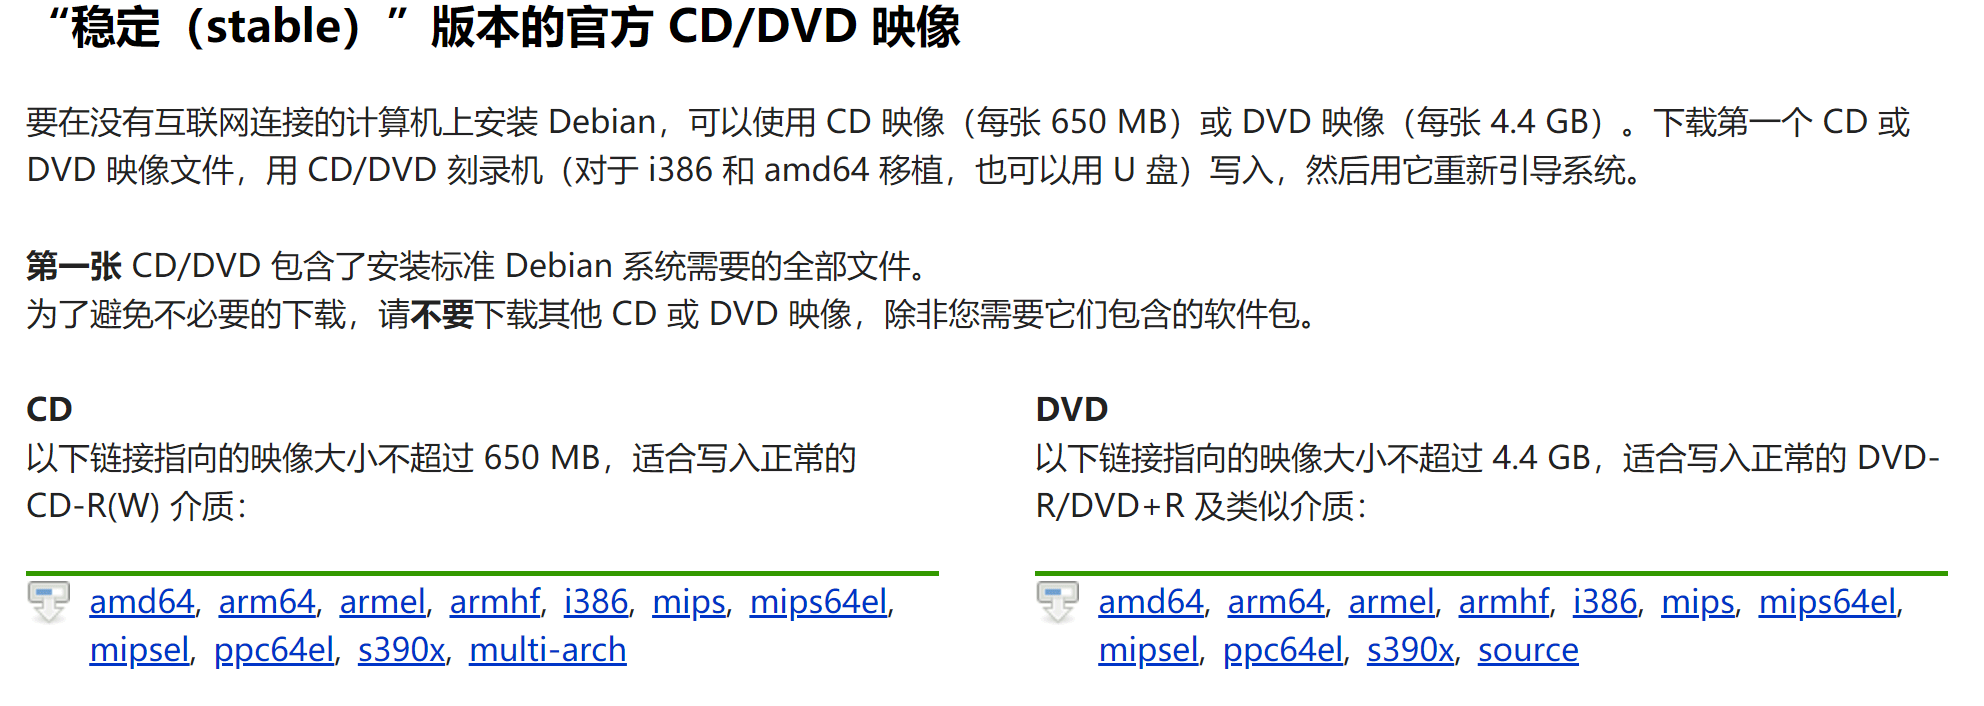 “稳定（stable）”版本的官方 CD/DVD 映像
要在没有互联网连接的计算机上安装 Debian，可以使用 CD 映像（每张 650 MB）或 DVD 映像（每张 4.4 GB）。下载第一个 CD 或
DVD 映像文件，用 CD/DVD 刻录机（对于 i386 和 amd64 移植，也可以用 U 盘）写入，然后用它重新引导系统。
第一张 CD/DVD 包含了安装标准 Debian 系统需要的全部文件。
为了避免不必要的下载，请不要下载其他 CD 或 DVD 映像，除非您需要它们包含的软件包。
CD
以下链接指向的映像大小不超过 650 MB，适合写入正常的
CD-R(W) 介质：
amd64, arm64, armel, armhf, i386, mips, mips64el,
mipsel, ppc64el, s390x, multi-arch
DVD
以下链接指向的映像大小不超过 4.4 GB，适合写入正常的 DVD-
R/DVD+R 及类似介质：
amd64, arm64, armel, armhf, i386, mips, mips64el,
mipsel, ppc64el, s390x, source